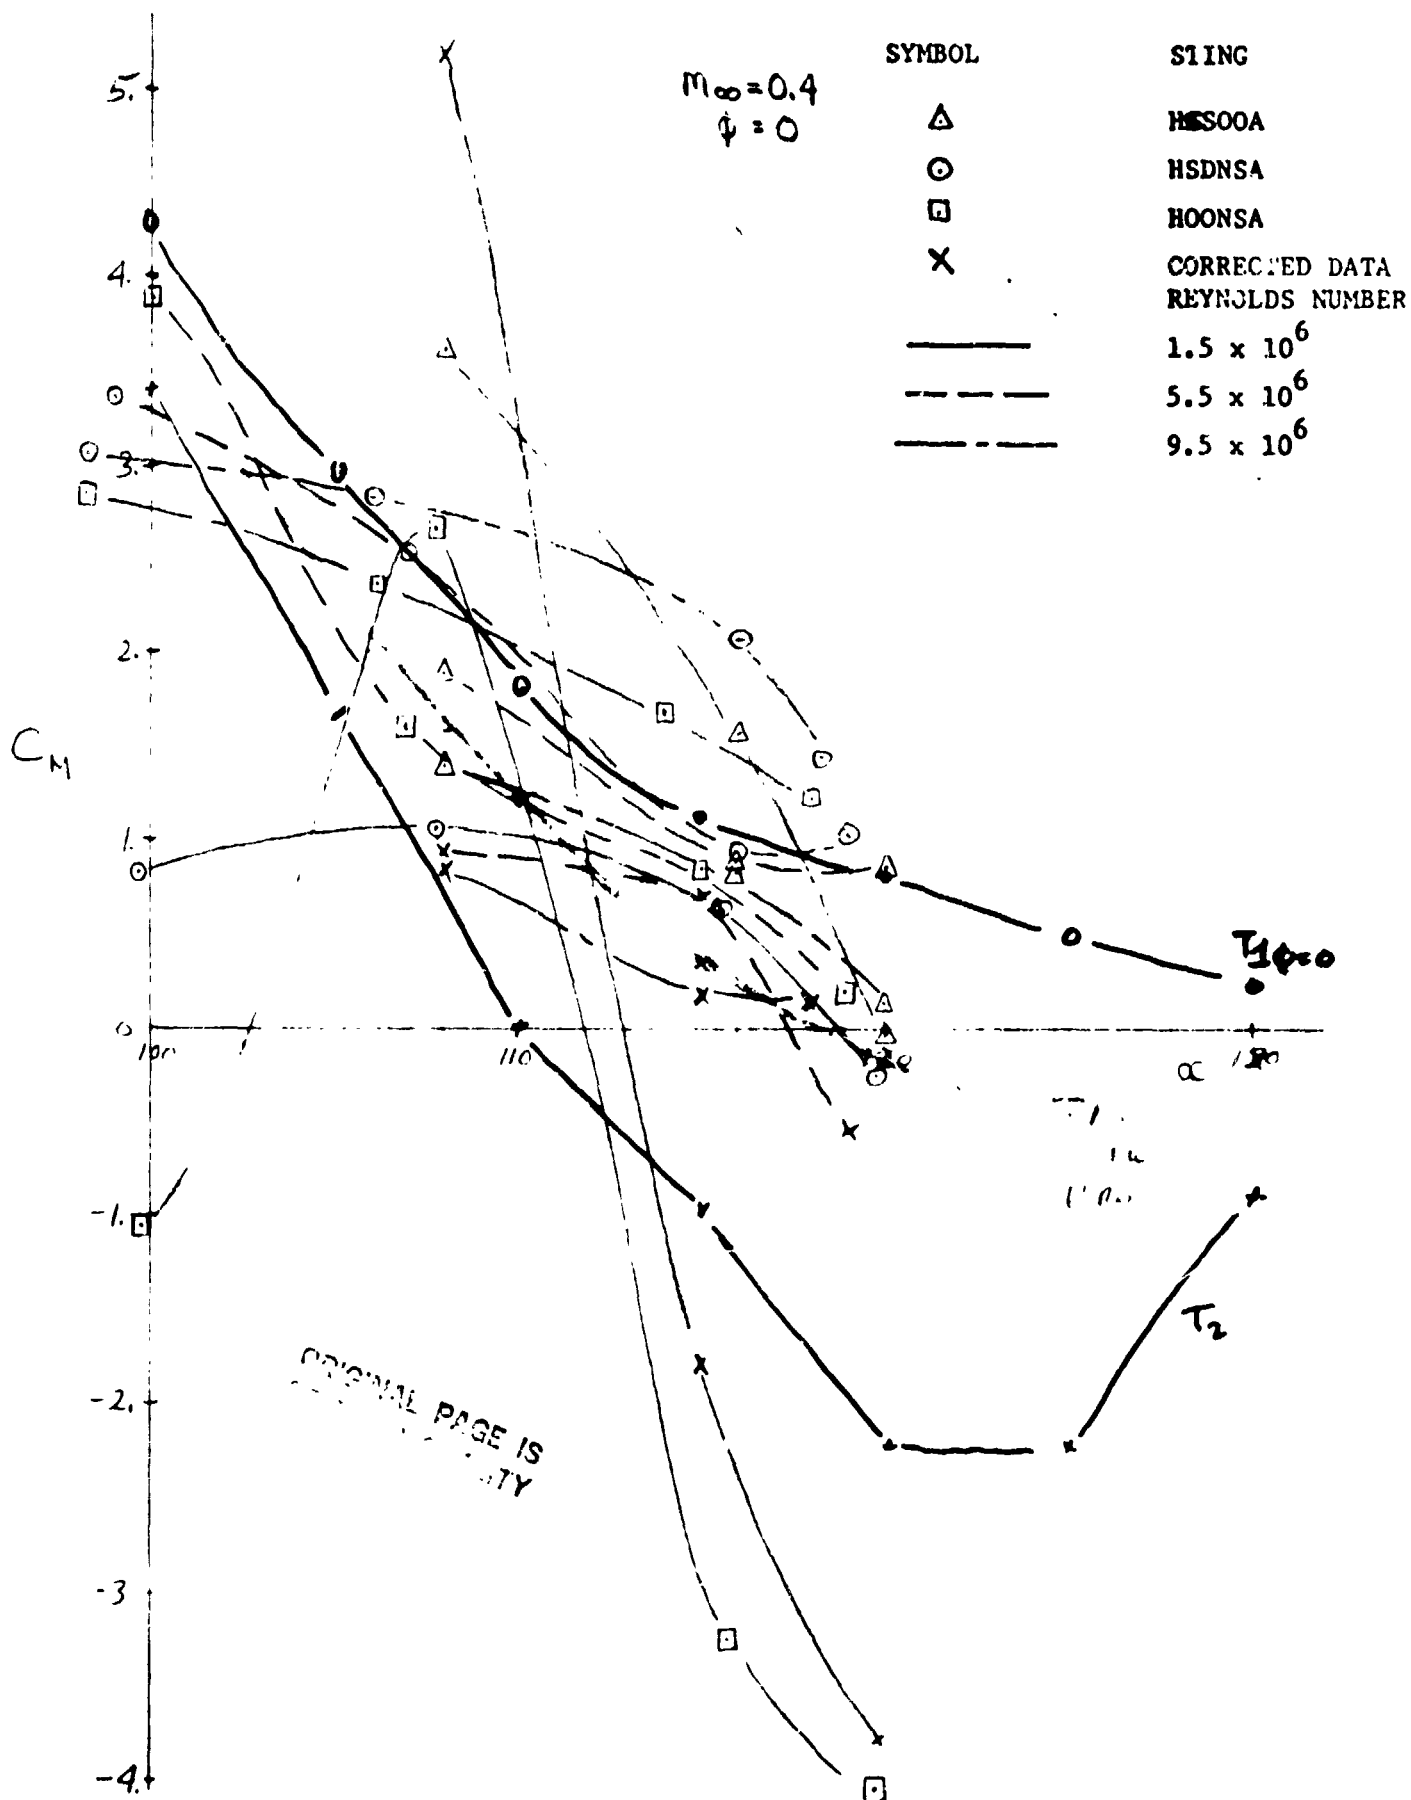 SYMBOL STING
M∞ = 0.4
φ = 0
HSDNSA
HOONSA
CORRECTED DATA
REYNOLDS NUMBER
1.5 x 10^6
5.5 x 10^6
9.5 x 10^6
5.
4.
3.
2.
C_M
1.
0
100
110
α
T1φ=0
-1.
T2
-2.
ORIGINAL PAGE IS
-3
-4.